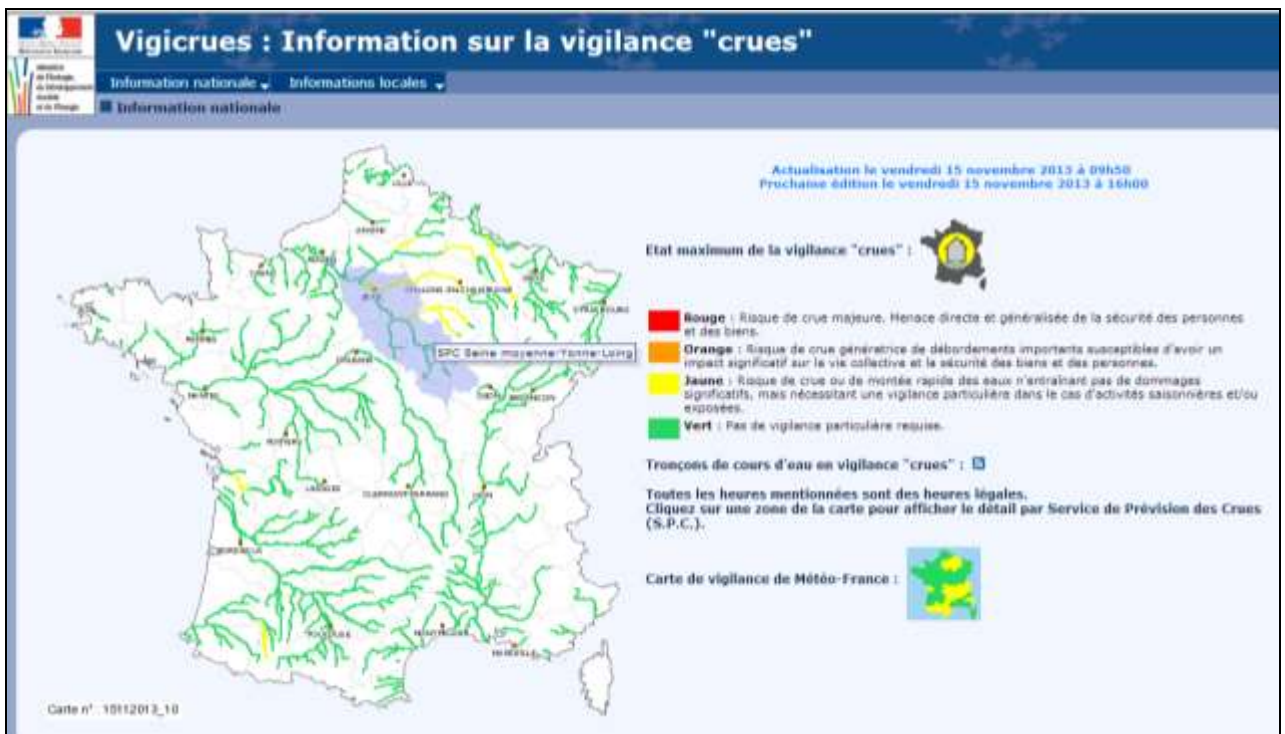 Vigicrues : Information sur la vigilance "crues"
Information nationale
Informations locales
Information nationale
Actualisation le vendredi 15 novembre 2013 à 09h50
Prochaine édition le vendredi 15 novembre 2013 à 16h00
Etat maximum de la vigilance "crues" :
Rouge : Risque de crue majeure. Menace directe et généralisée de la sécurité des personnes
et des biens.
Orange : Risque de crue génératrice de débordements importants susceptibles d'avoir un
impact significatif sur la vie collective et la sécurité des biens et des personnes.
Jaune : Risque de crue ou de montée rapide des eaux n'entraînant pas de dommages
significatifs, mais nécessitant une vigilance particulière dans le cas d'activités saisonnières et/ou
exposées.
Vert : Pas de vigilance particulière requise.
Tronçons de cours d'eau en vigilance "crues" :
Toutes les heures mentionnées sont des heures légales.
Cliquez sur une zone de la carte pour afficher le détail par Service de Prévision des Crues
(S.P.C.).
Carte de vigilance de Météo-France :
STRASBOURG
SPC Seine moyenne-Yonne-Loing
DIJON
BESANCON
CLERMONT-FERRAND
LYON
BORDEAUX
TOULOUSE
MONTPELLIER
MARSEILLE
Carte n° : 15112013_10